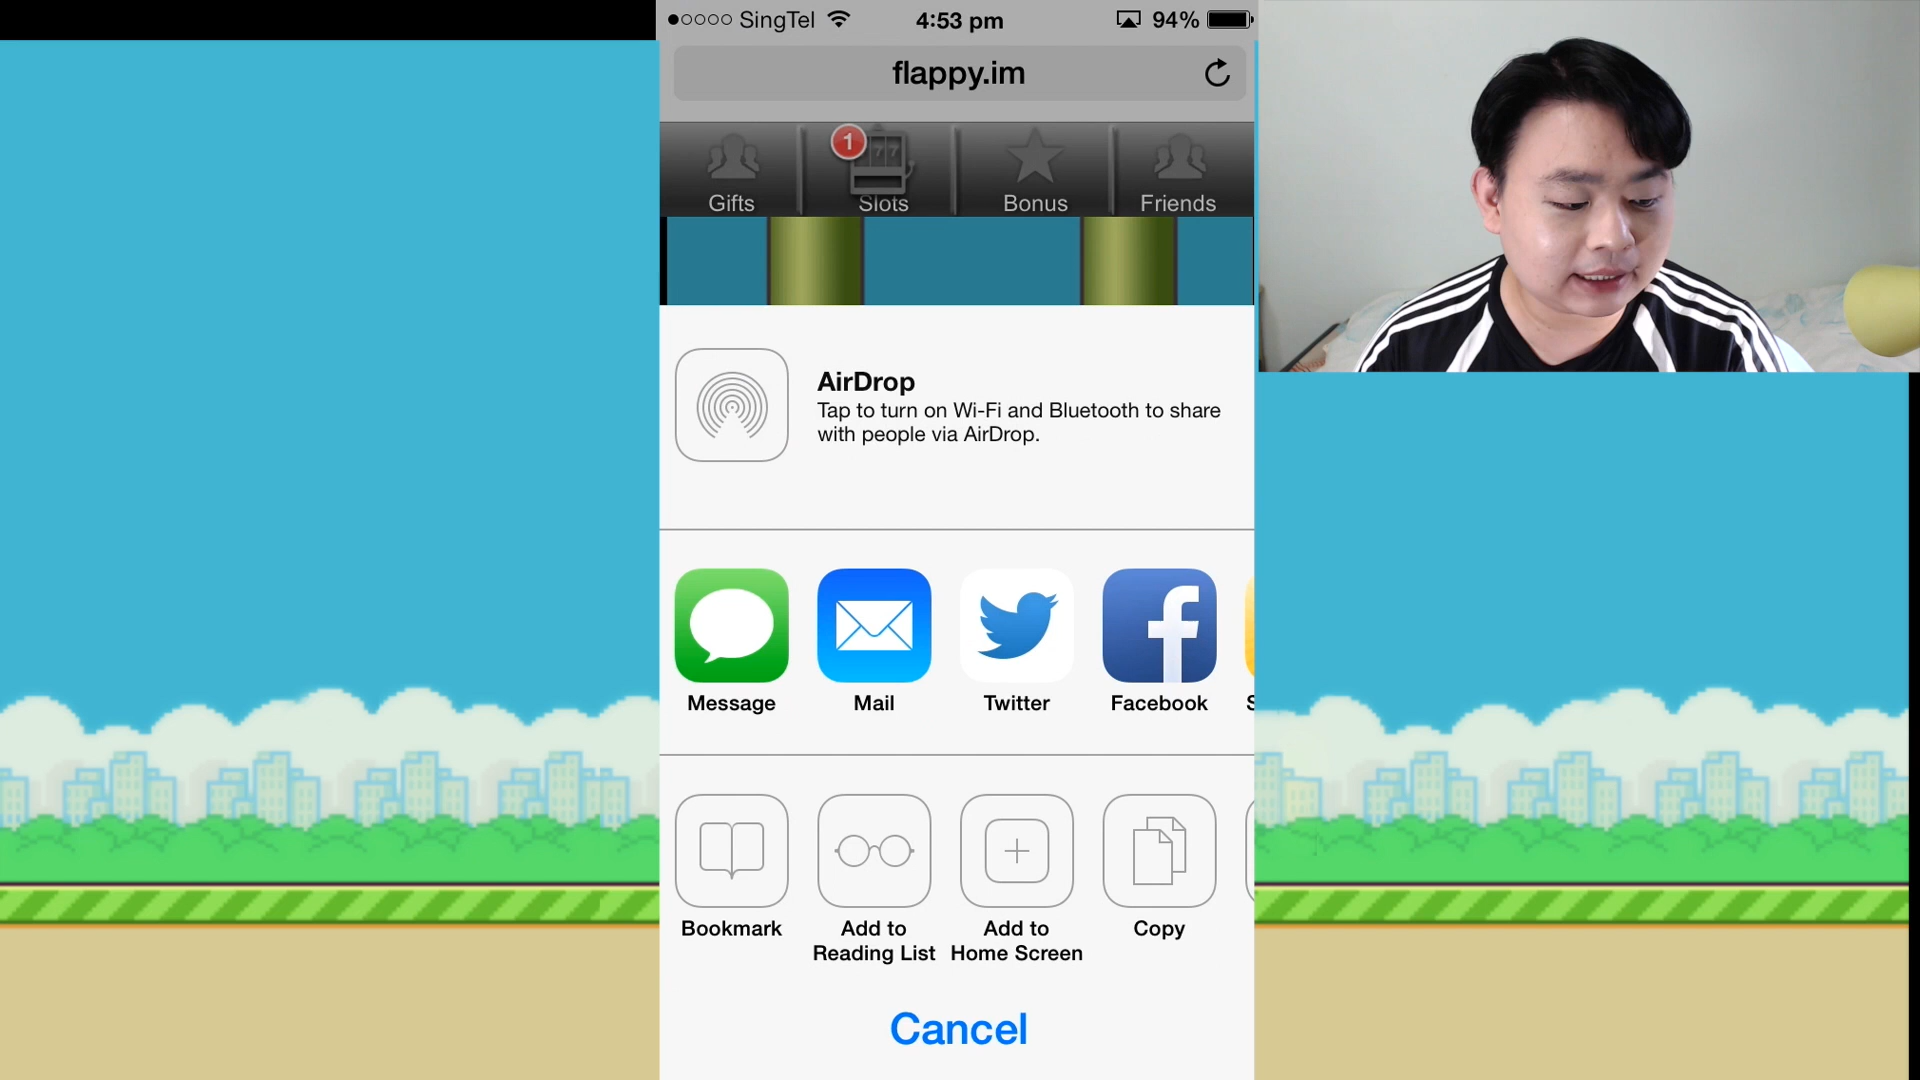 SingTel 4:53 pm 94%
flappy.im
1
77
Gifts Slots Bonus Friends
AirDrop
Tap to turn on Wi-Fi and Bluetooth to share
with people via AirDrop.
Message Mail Twitter Facebook S
Bookmark Add to Reading List Add to Home Screen Copy
Cancel